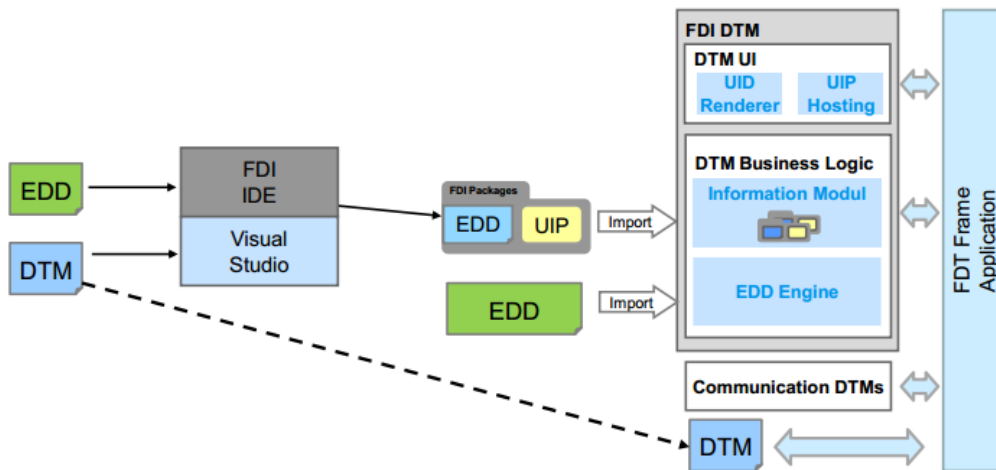 EDD
DTM
FDI
IDE
Visual
Studio
FDI Packages
EDD
UIP
EDD
Import
Import
FDI DTM
DTM UI
UID
Renderer
UIP
Hosting
DTM Business Logic
Information Modul
EDD Engine
Communication DTMs
DTM
FDT Frame
Application